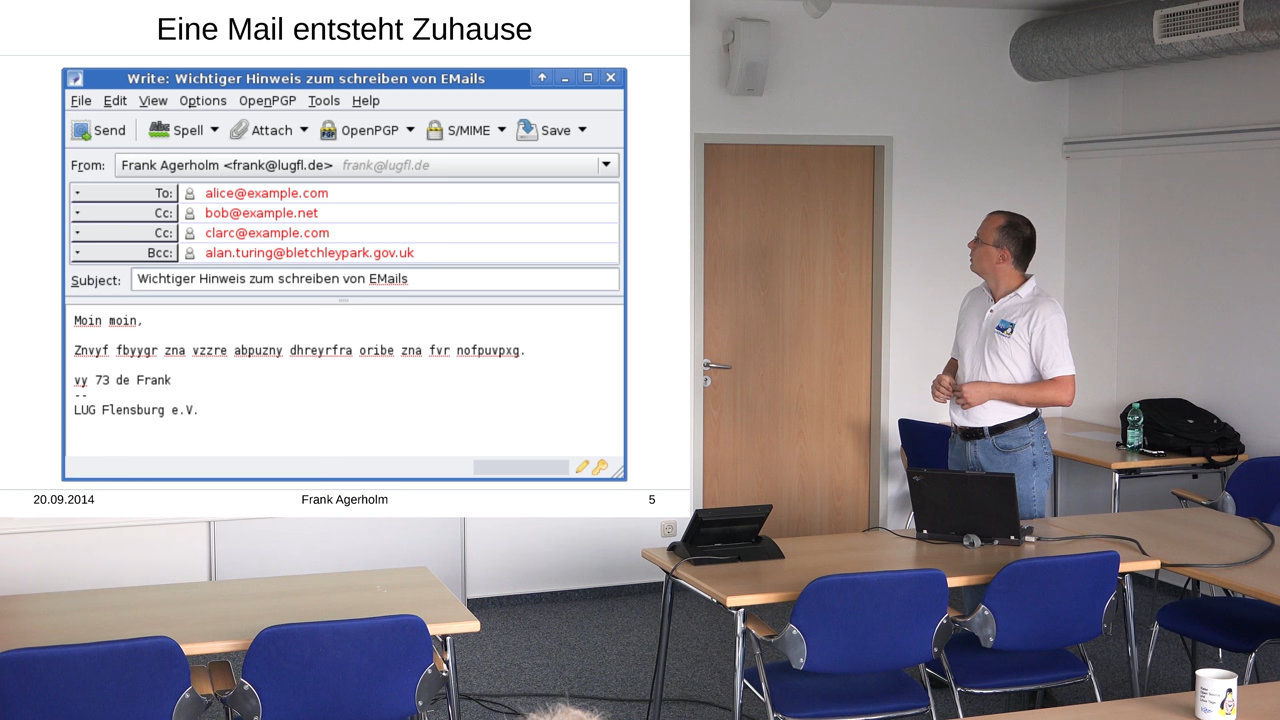 Eine Mail entsteht Zuhause
Write: Wichtiger Hinweis zum schreiben von EMails
File Edit View Options OpenPGP Tools Help
Send Abc Spell Attach PGP OpenPGP S/MIME Save
From: Frank Agerholm <frank@lugfl.de> frank@lugfl.de
To: alice@example.com
Cc: bob@example.net
Cc: clarc@example.com
Bcc: alan.turing@bletchleypark.gov.uk
Subject: Wichtiger Hinweis zum schreiben von EMails
Moin moin,
Znvyf fbyygr zna vzzre abpuzny dhreyrfra oribe zna fvr nofpuvpxg.
vy 73 de Frank
--
LUG Flensburg e.V.
20.09.2014 Frank Agerholm 5